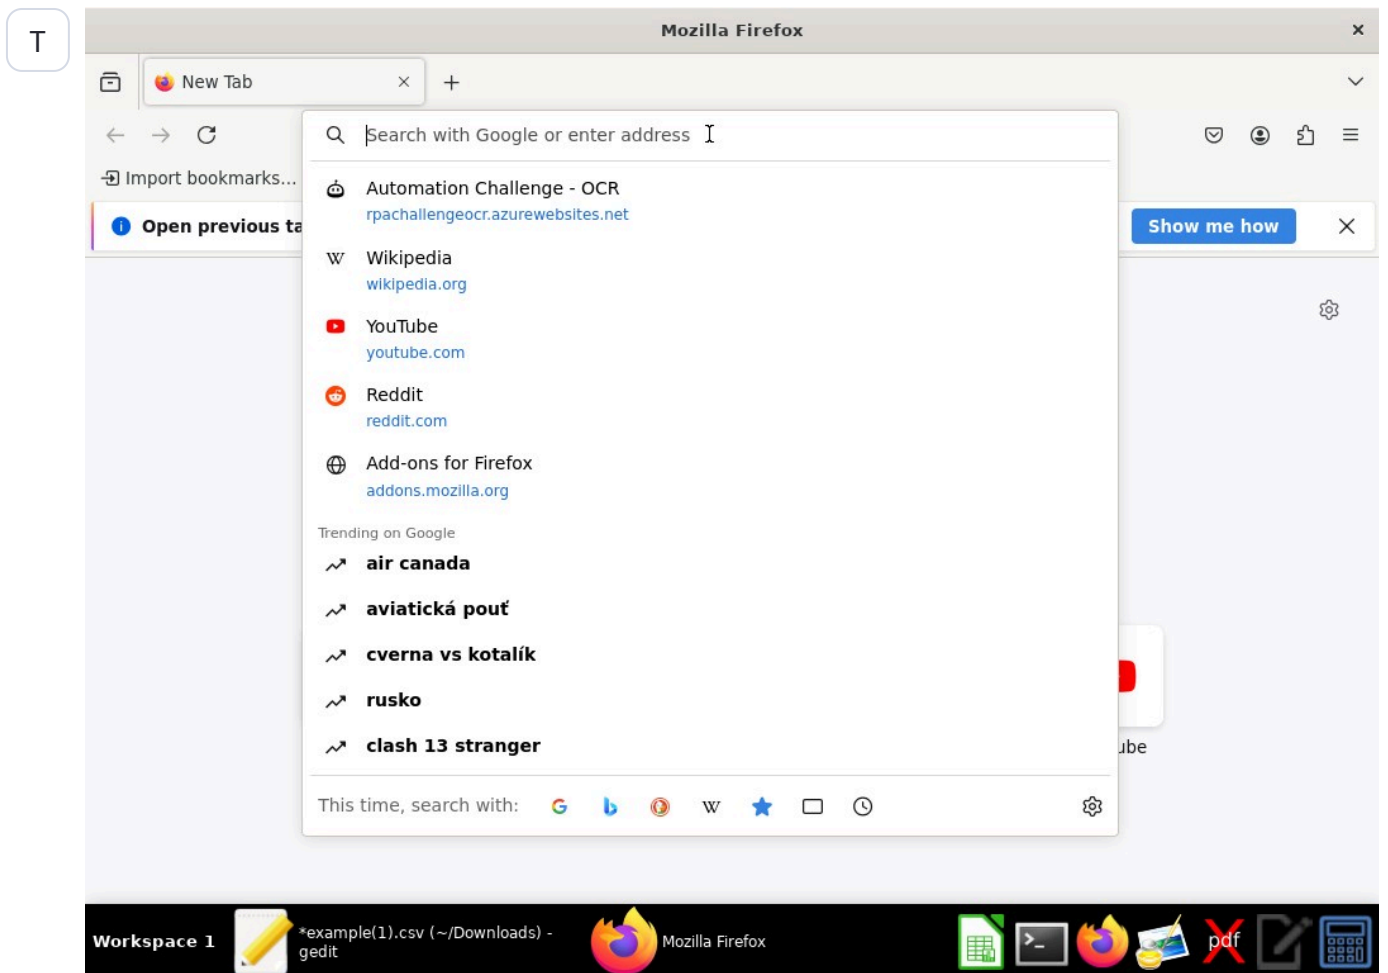 T
Mozilla Firefox
New Tab
Search with Google or enter address
Import bookmarks...
Automation Challenge - OCR
rpachallengeocr.azurewebsites.net
Open previous ta
Show me how
Wikipedia
wikipedia.org
YouTube
youtube.com
Reddit
reddit.com
Add-ons for Firefox
addons.mozilla.org
Trending on Google
air canada
aviatická pouť
cverna vs kotalík
rusko
clash 13 stranger
ube
This time, search with:
Workspace 1
*example(1).csv (~/Downloads) -
gedit
Mozilla Firefox
pdf